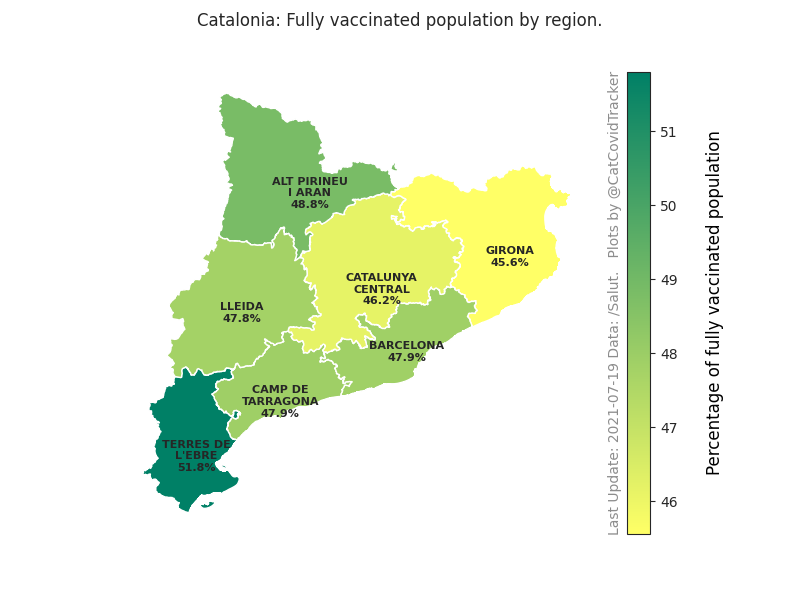 Catalonia: Fully vaccinated population by region.
ALT PIRINEU
I ARAN
48.8%
GIRONA
45.6%
CATALUNYA
CENTRAL
46.2%
LLEIDA
47.8%
BARCELONA
47.9%
CAMP DE
TARRAGONA
47.9%
TERRES DE
L'EBRE
51.8%
Last Update: 2021-07-19 Data: /Salut.   Plots by @CatCovidTracker
51
50
49
48
47
46
Percentage of fully vaccinated population